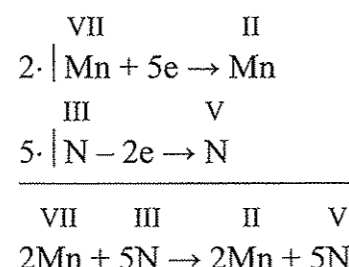 VII II
2· | Mn + 5e → Mn
III V
5· | N – 2e → N
VII III II V
2Mn + 5N → 2Mn + 5N